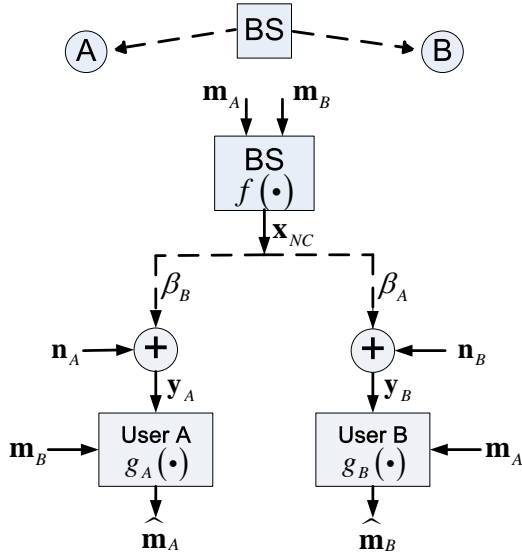 A BS B
m_A m_B
BS
f(•)
x_NC
β_B β_A
n_A + + n_B
y_A y_B
m_B User A User B m_A
g_A(•) g_B(•)
m̂_A m̂_B